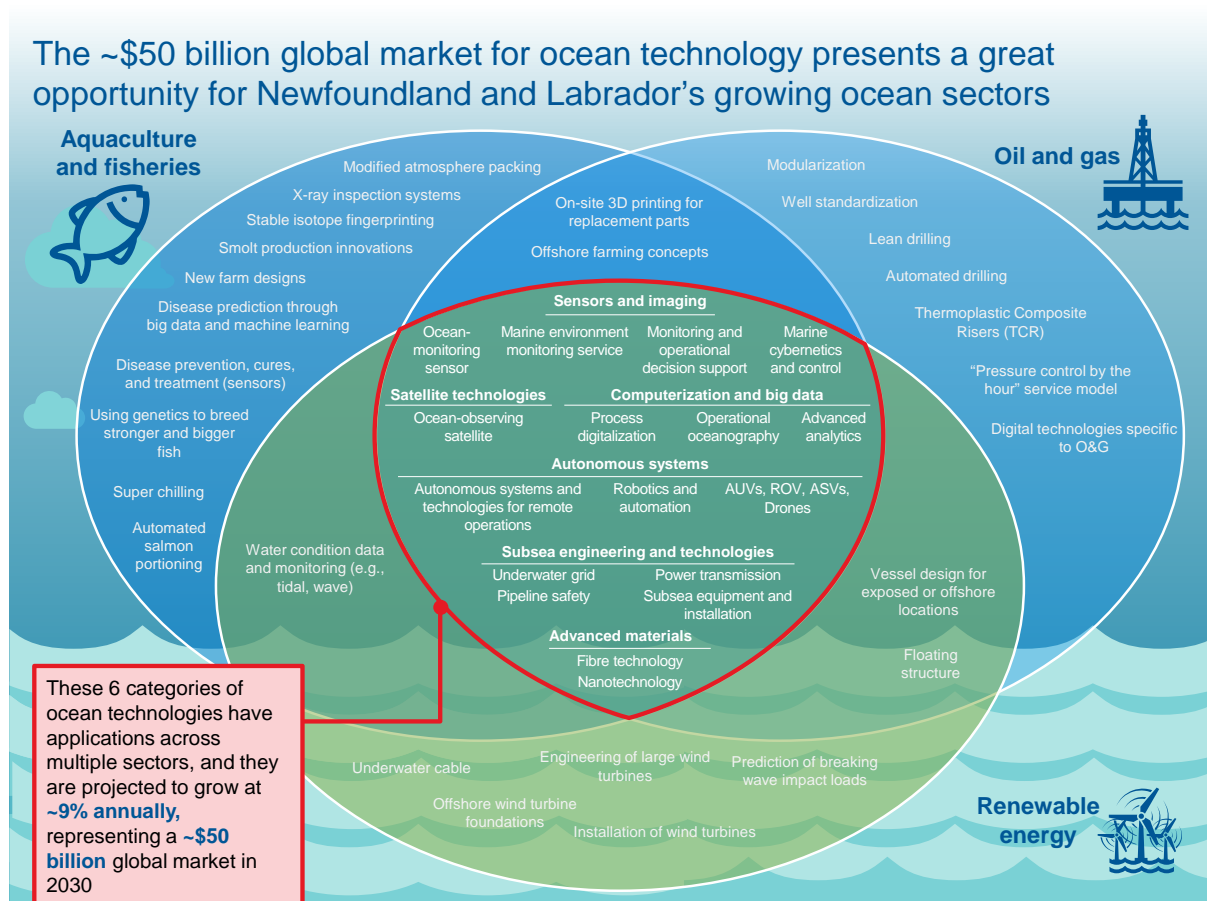 The ~$50 billion global market for ocean technology presents a great
opportunity for Newfoundland and Labrador's growing ocean sectors
Aquaculture
and fisheries
Modified atmosphere packing
X-ray inspection systems
Stable isotope fingerprinting
Smolt production innovations
New farm designs
Disease prediction through
big data and machine learning
Disease prevention, cures,
and treatment (sensors)
Using genetics to breed
stronger and bigger
fish
Super chilling
Automated
salmon
portioning
On-site 3D printing for
replacement parts
Offshore farming concepts
Oil and gas
Modularization
Well standardization
Lean drilling
Automated drilling
Thermoplastic Composite
Risers (TCR)
“Pressure control by the
hour” service model
Digital technologies specific
to O&G
Sensors and imaging
Ocean-
monitoring
sensor
Marine environment
monitoring service
Monitoring and
operational
decision support
Marine
cybernetics
and control
Satellite technologies
Ocean-observing
satellite
Computerization and big data
Process
digitalization
Operational
oceanography
Advanced
analytics
Autonomous systems
Autonomous systems and
technologies for remote
operations
Robotics and
automation
AUVs, ROV, ASVs,
Drones
Subsea engineering and technologies
Underwater grid
Power transmission
Pipeline safety
Subsea equipment and
installation
Advanced materials
Fibre technology
Nanotechnology
Water condition data
and monitoring (e.g.,
tidal, wave)
Vessel design for
exposed or offshore
locations
Floating
structure
These 6 categories of
ocean technologies have
applications across
multiple sectors, and they
are projected to grow at
~9% annually,
representing a ~$50
billion global market in
2030
Underwater cable
Engineering of large wind
turbines
Prediction of breaking
wave impact loads
Offshore wind turbine
foundations
Installation of wind turbines
Renewable
energy